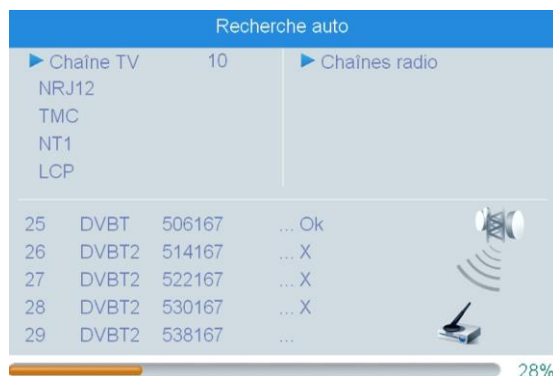 Recherche auto
Chaîne TV 10
NRJ12
TMC
NT1
LCP
Chaînes radio
25 DVBT 506167 ... Ok
26 DVBT2 514167 ... X
27 DVBT2 522167 ... X
28 DVBT2 530167 ... X
29 DVBT2 538167 ...
28%